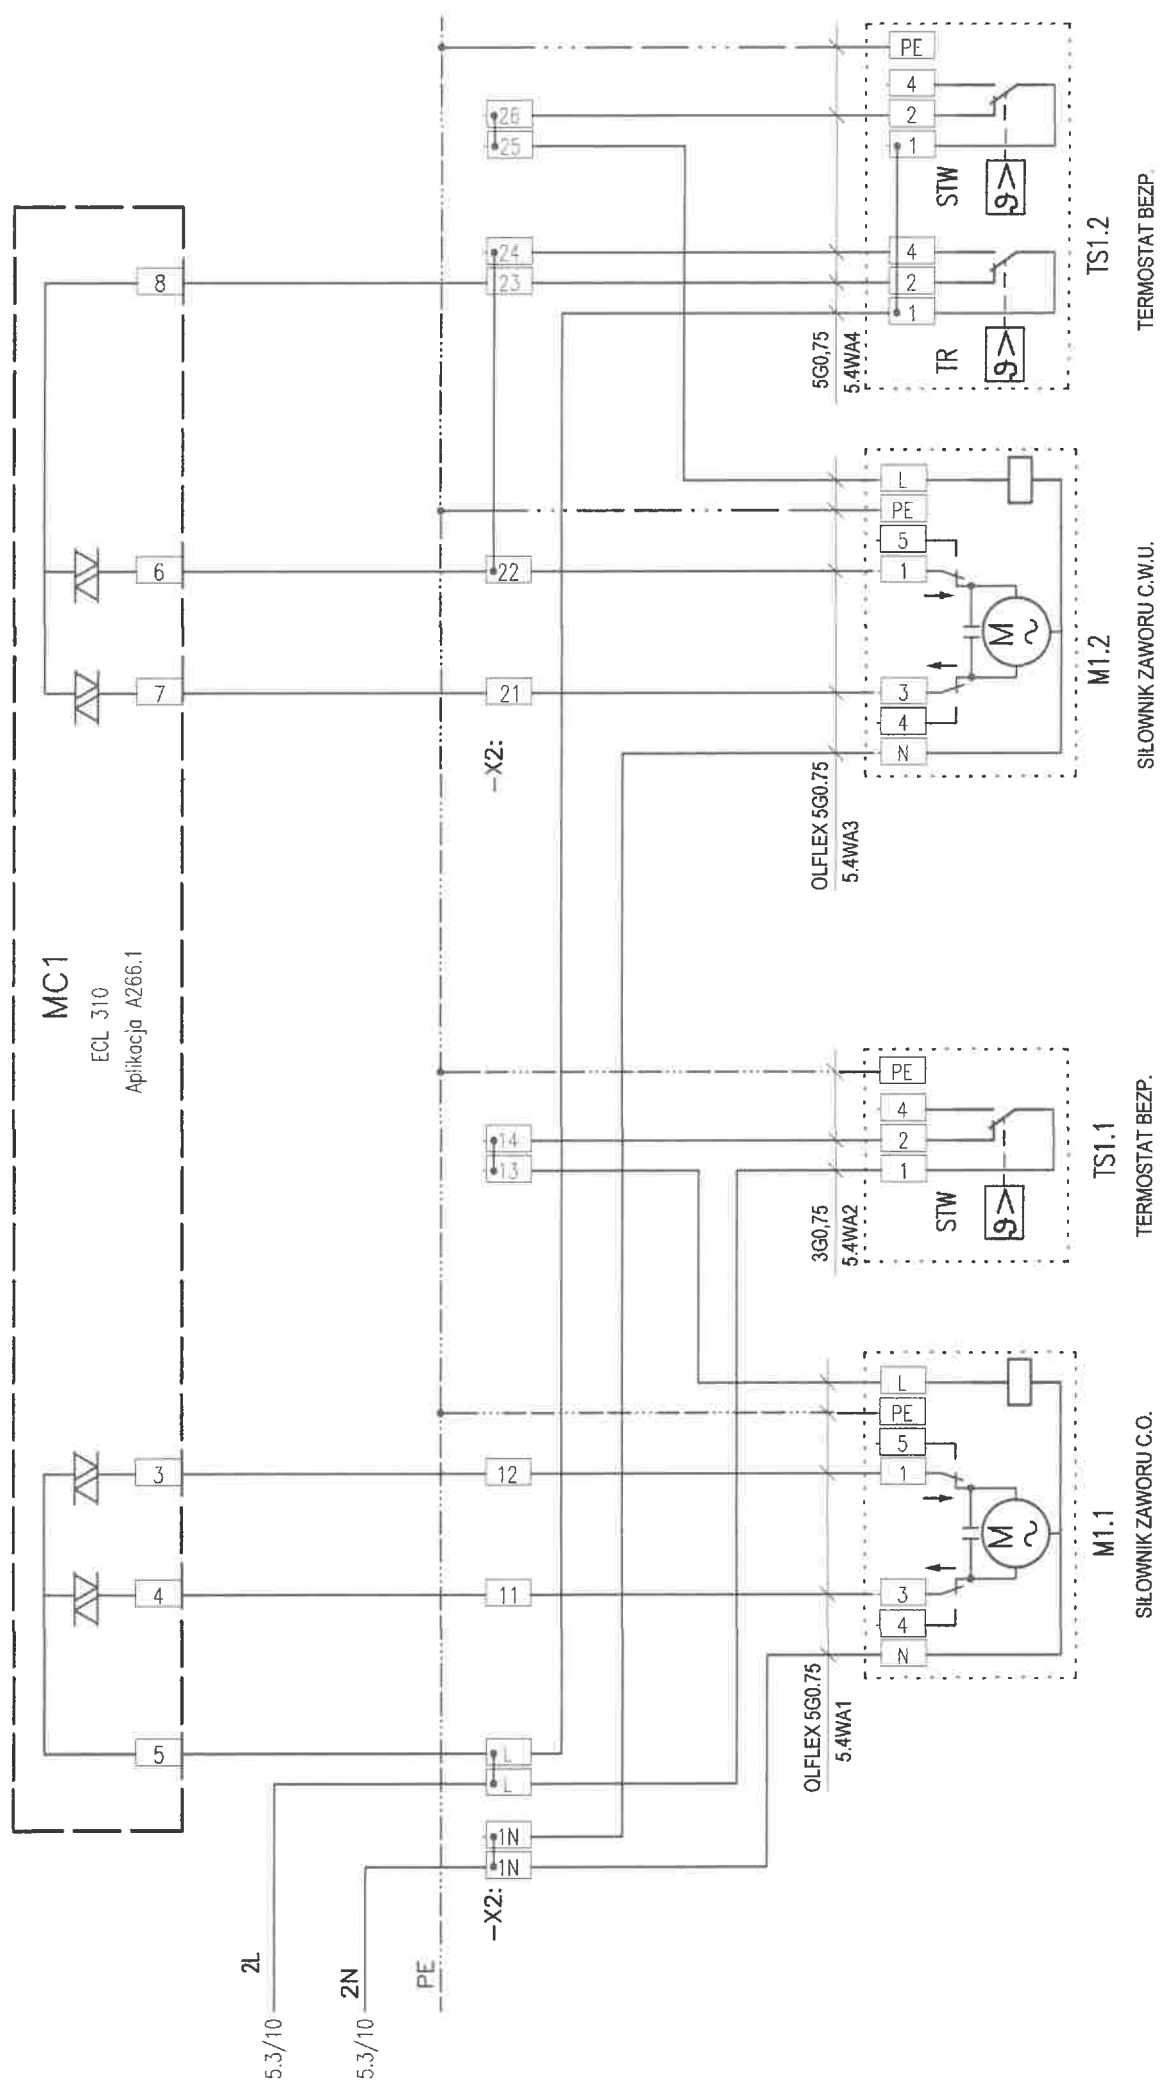 MC1
ECL 310
Aplikacja A266.1
5
4
3
7
6
8
5.3/10
2L
5.3/10
2N
PE
-X2:
1N
1N
L
L
11
12
13
14
-X2:
21
22
23
24
25
26
OLFLEX 5G0.75
5.4WA1
3G0,75
5.4WA2
OLFLEX 5G0.75
5.4WA3
5G0,75
5.4WA4
N
4
3
1
5
PE
L
M
~
1
2
4
PE
STW
ϑ>
N
4
3
1
5
PE
L
M
~
1
2
4
1
2
4
PE
TR
ϑ>
STW
ϑ>
M1.1
TS1.1
M1.2
TS1.2
SIŁOWNIK ZAWORU C.O.
TERMOSTAT BEZP.
SIŁOWNIK ZAWORU C.W.U.
TERMOSTAT BEZP.